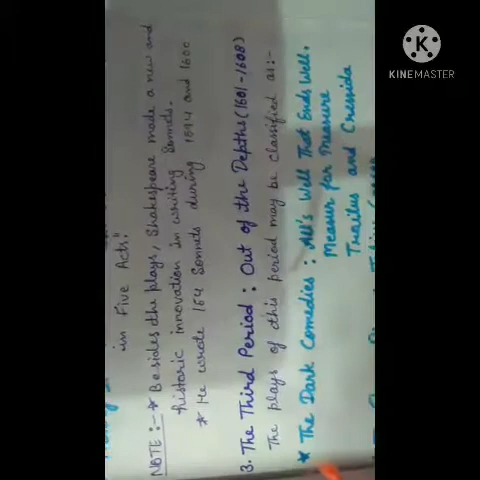 in Five Acts"
NOTE :- * Besides the plays, Shakespeare made a new and
historic innovation in writing Sonnets.
* He wrote 154 Sonnets during 1594 and 1600
3. The Third Period : Out of the Depths (1601-1608)
The plays of this period may be classified as :-
* The Dark Comedies : All's Well That Ends Well.
Measur for Measure
Troilus and Cressida
KINEMASTER